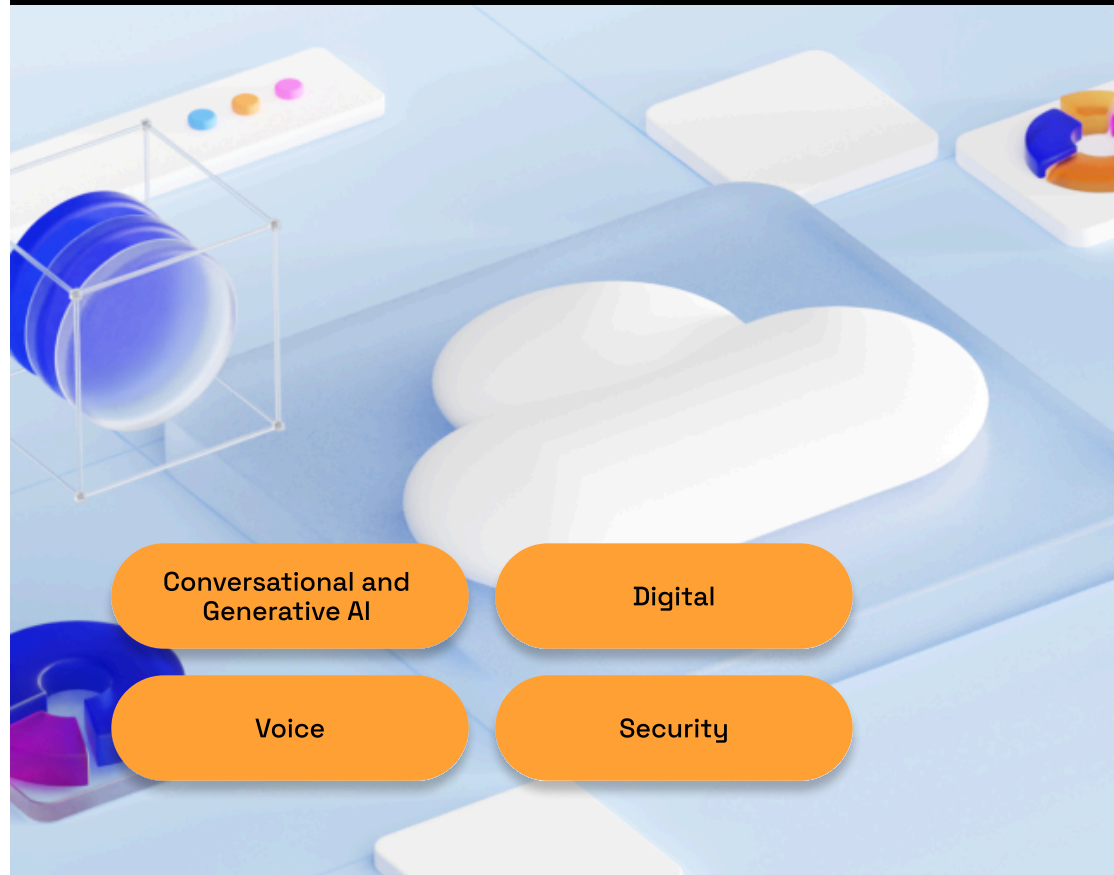 Conversational and
Generative AI
Digital
Voice
Security